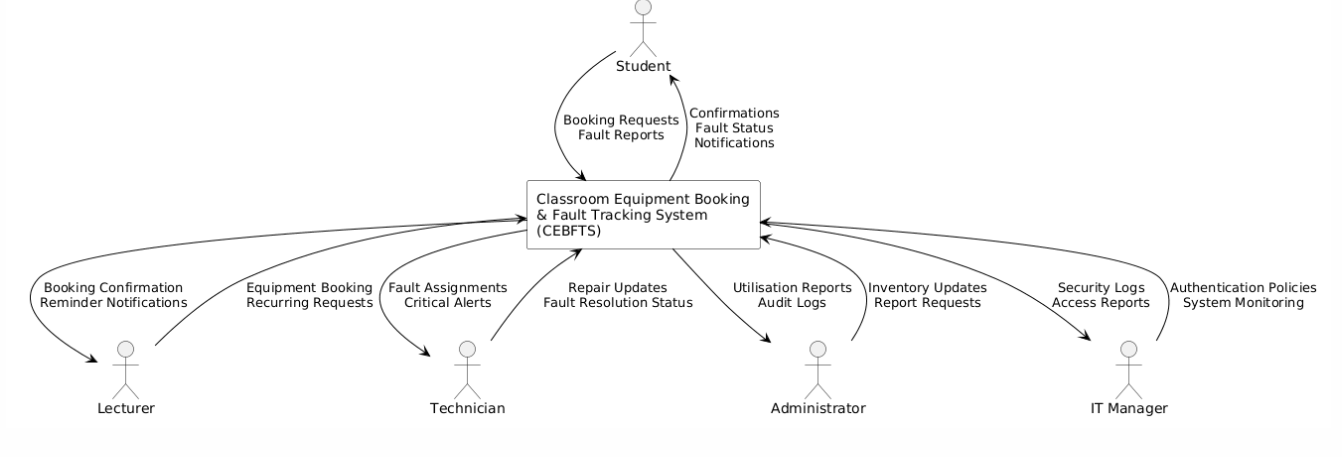 Student
Booking Requests
Fault Reports
Confirmations
Fault Status
Notifications
Classroom Equipment Booking
& Fault Tracking System
(CEBFTS)
Booking Confirmation
Reminder Notifications
Equipment Booking
Recurring Requests
Fault Assignments
Critical Alerts
Repair Updates
Fault Resolution Status
Utilisation Reports
Audit Logs
Inventory Updates
Report Requests
Security Logs
Access Reports
Authentication Policies
System Monitoring
Lecturer
Technician
Administrator
IT Manager